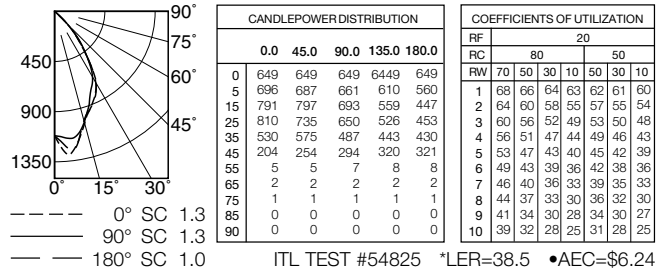 90°
75°
450
60°
900
45°
1350
0° 15° 30°
0° SC 1.3
90° SC 1.3
180° SC 1.0
CANDLEPOWER DISTRIBUTION
0.0 45.0 90.0 135.0 180.0
0 649 649 649 6449 649
5 696 687 661 610 560
15 791 797 693 559 447
25 810 735 650 526 453
35 530 575 487 443 430
45 204 254 294 320 321
55 5 5 7 8 8
65 2 2 2 2 2
75 1 1 1 1 1
85 0 0 0 0 0
90 0 0 0 0 0
COEFFICIENTS OF UTILIZATION
RF 20
RC 80 50
RW 70 50 30 10 50 30 10
1 68 66 64 63 62 61 60
2 64 60 58 55 57 55 54
3 60 56 52 49 53 50 48
4 56 51 47 44 49 46 43
5 53 47 43 40 45 42 39
6 49 43 39 36 42 38 36
7 46 40 36 33 39 35 33
8 44 37 33 30 36 32 30
9 41 34 30 28 34 30 27
10 39 32 28 25 31 28 25
ITL TEST #54825 *LER=38.5 •AEC=$6.24